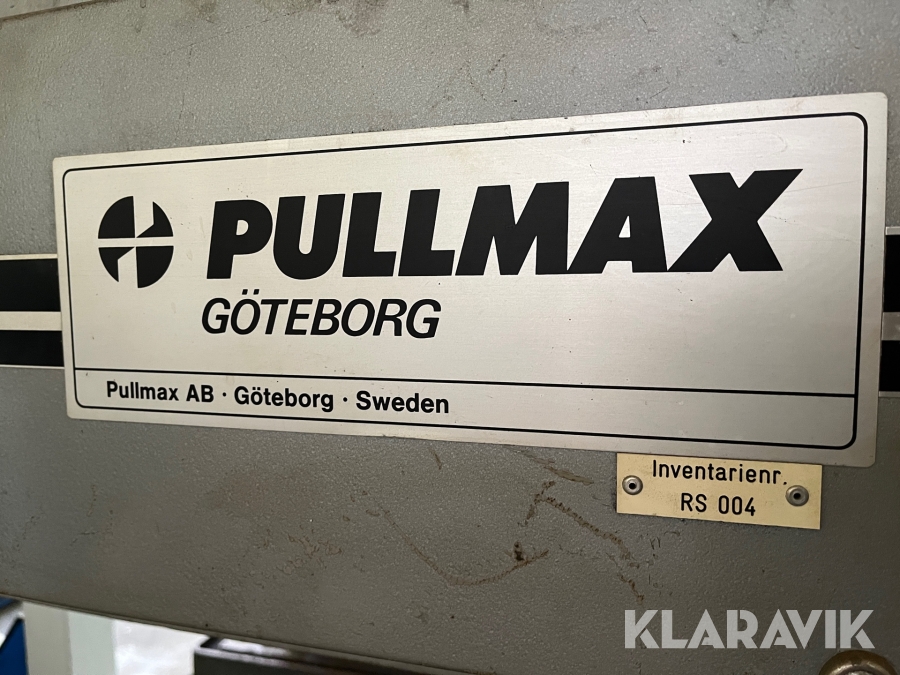 PULLMAX
GÖTEBORG
Pullmax AB · Göteborg · Sweden
Inventarienr.
RS 004
KLARAVIK